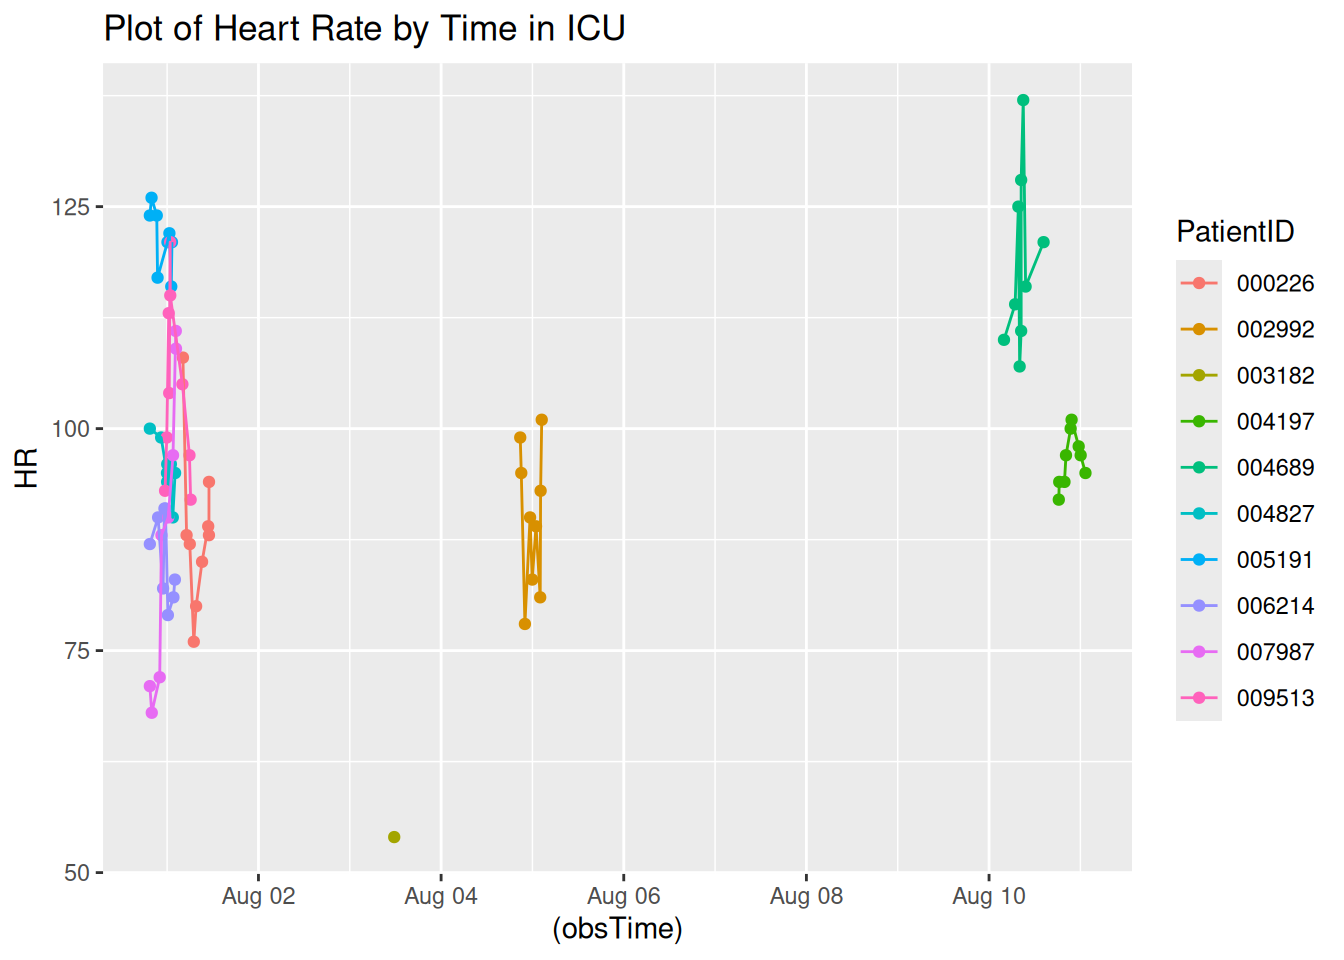 Plot of Heart Rate by Time in ICU
HR
125
100
75
50
Aug 02 Aug 04 Aug 06 Aug 08 Aug 10
(obsTime)
PatientID
000226
002992
003182
004197
004689
004827
005191
006214
007987
009513